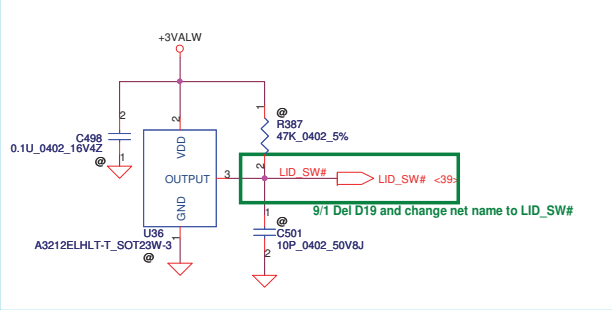 +3VALW
2
C498
0.1U_0402_16V4Z
1
@
2
VDD
OUTPUT
3
GND
1
U36
A3212ELHLT-T_SOT23W-3
@
1
@
R387
47K_0402_5%
2
LID_SW#
LID_SW# <39>
9/1 Del D19 and change net name to LID_SW#
1
@
C501
10P_0402_50V8J
2